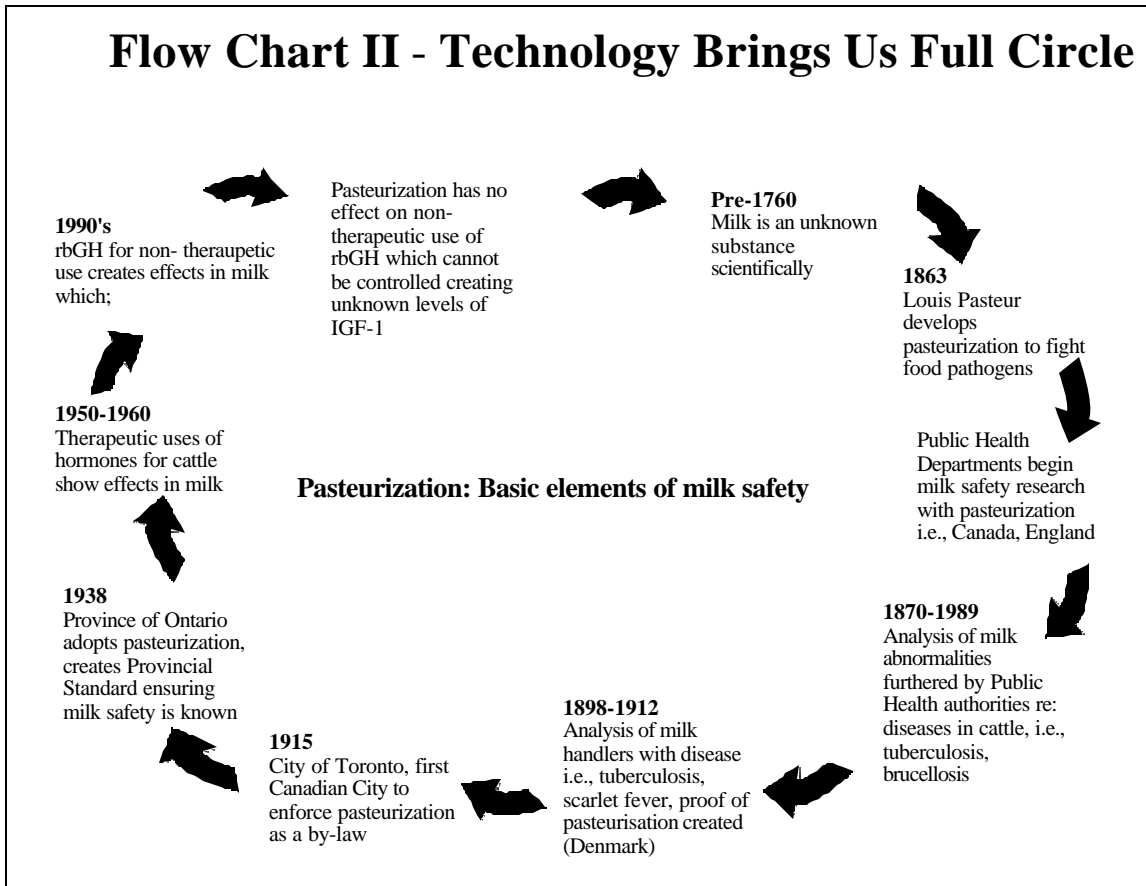 Flow Chart II - Technology Brings Us Full Circle
Pre-1760
Milk is an unknown
substance
scientifically
1863
Louis Pasteur
develops
pasteurization to fight
food pathogens
Public Health
Departments begin
milk safety research
with pasteurization
i.e., Canada, England
1870-1989
Analysis of milk
abnormalities
furthered by Public
Health authorities re:
diseases in cattle, i.e.,
tuberculosis,
brucellosis
1898-1912
Analysis of milk
handlers with disease
i.e., tuberculosis,
scarlet fever, proof of
pasteurisation created
(Denmark)
1915
City of Toronto, first
Canadian City to
enforce pasteurization
as a by-law
1938
Province of Ontario
adopts pasteurization,
creates Provincial
Standard ensuring
milk safety is known
1950-1960
Therapeutic uses of
hormones for cattle
show effects in milk
1990's
rbGH for non- theraupetic
use creates effects in milk
which;
Pasteurization has no
effect on non-
therapeutic use of
rbGH which cannot
be controlled creating
unknown levels of
IGF-1
Pasteurization: Basic elements of milk safety